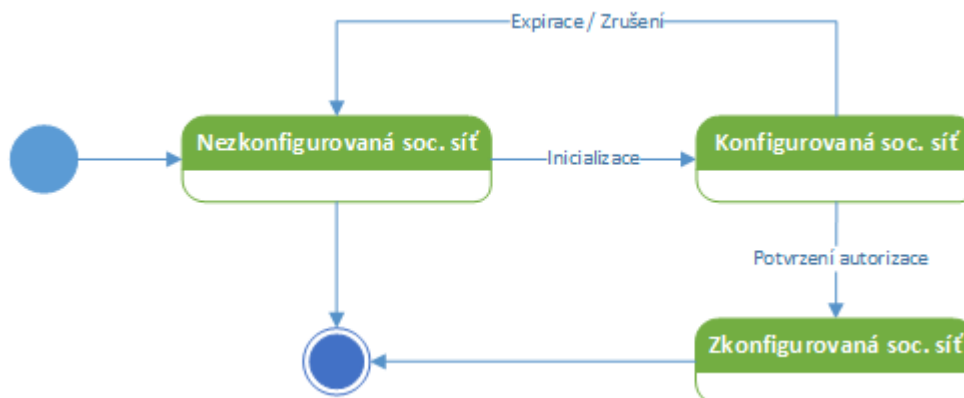 Expirace / Zrušení
Nezkonfigurovaná soc. síť
Inicializace
Konfigurovaná soc. síť
Potvrzení autorizace
Zkonfigurovaná soc. síť